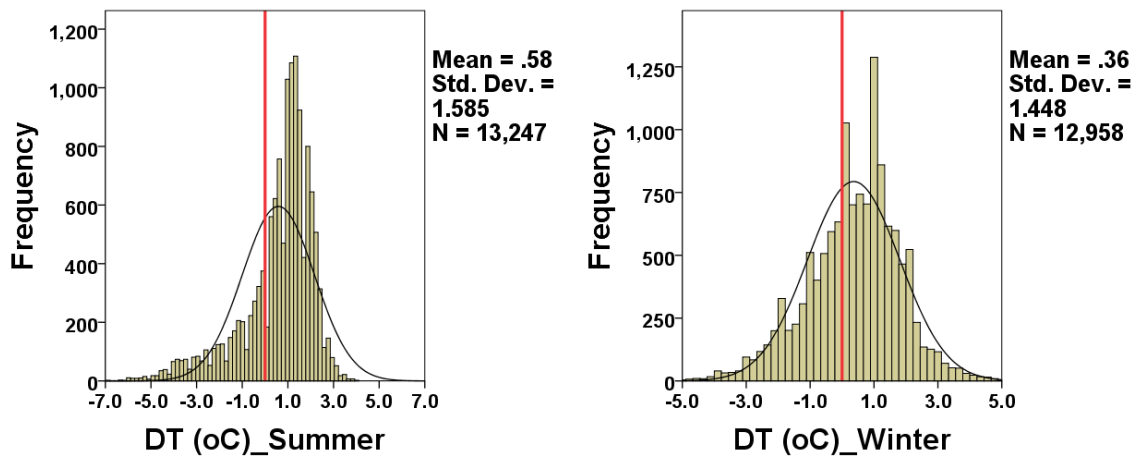 Frequency
1,200
1,000
800
600
400
200
0
-7.0 -5.0 -3.0 -1.0 1.0 3.0 5.0 7.0
DT (oC)_Summer
Mean = .58
Std. Dev. =
1.585
N = 13,247
Frequency
1,250
1,000
750
500
250
0
-5.0 -3.0 -1.0 1.0 3.0 5.0
DT (oC)_Winter
Mean = .36
Std. Dev. =
1.448
N = 12,958